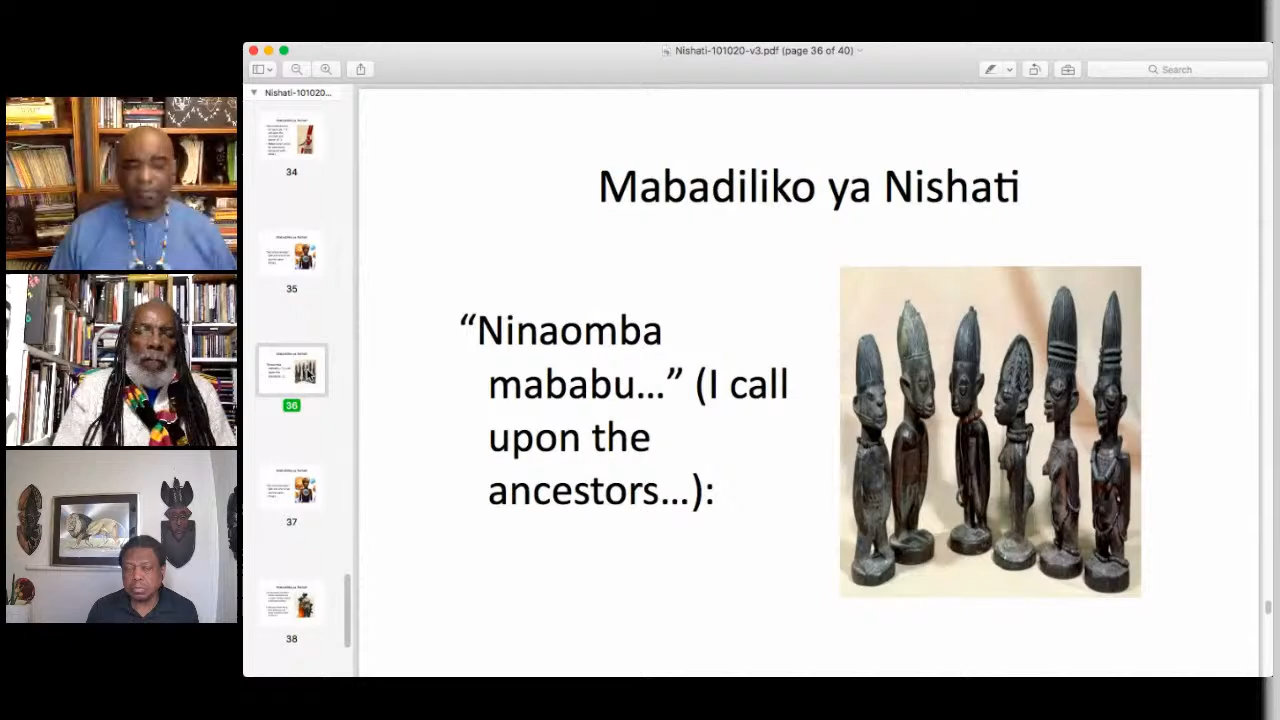 Nishati-101020-v3.pdf (page 36 of 40)
Search
Nishati-101020...
34
35
36
37
38
Mabadiliko ya Nishati
“Ninaomba
mababu...” (I call
upon the
ancestors...):